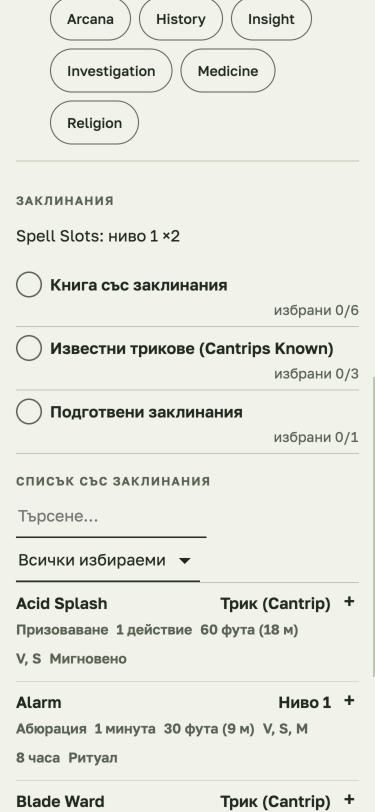 Arcana History Insight
Investigation Medicine
Religion
ЗАКЛИНАНИЯ
Spell Slots: ниво 1 ×2
Книга със заклинания
избрани 0/6
Известни трикове (Cantrips Known)
избрани 0/3
Подготвени заклинания
избрани 0/1
СПИСЪК СЪС ЗАКЛИНАНИЯ
Търсене...
Всички избираеми
Acid Splash Трик (Cantrip) +
Призоваване 1 действие 60 фута (18 м)
V, S Мигновено
Alarm Ниво 1 +
Абюрация 1 минута 30 фута (9 м) V, S, M
8 часа Ритуал
Blade Ward Трик (Cantrip) +